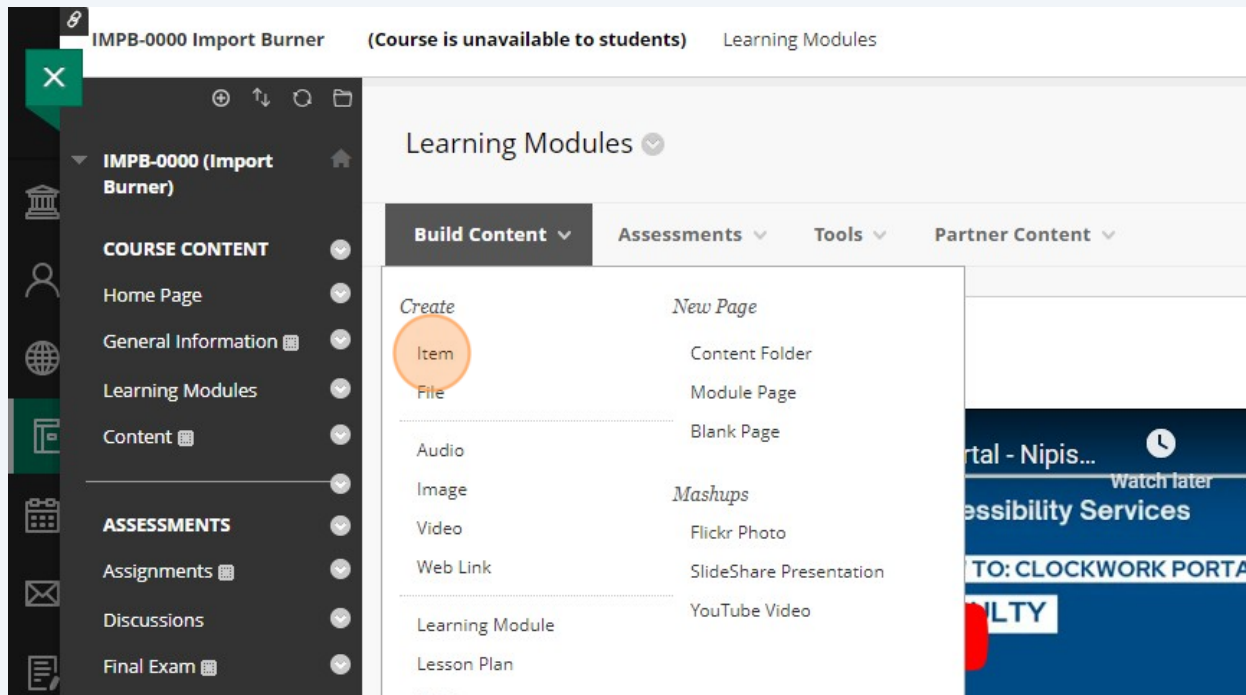 IMPB-0000 Import Burner (Course is unavailable to students) Learning Modules
IMPB-0000 (Import
Burner)
COURSE CONTENT
Home Page
General Information
Learning Modules
Content
ASSESSMENTS
Assignments
Discussions
Final Exam
Learning Modules
Build Content Assessments Tools Partner Content
Create
Item
File
Audio
Image
Video
Web Link
Learning Module
Lesson Plan
New Page
Content Folder
Module Page
Blank Page
Mashups
Flickr Photo
SlideShare Presentation
YouTube Video
rtal - Nipis...
Watch later
essibility Services
TO: CLOCKWORK PORTA
ULTY